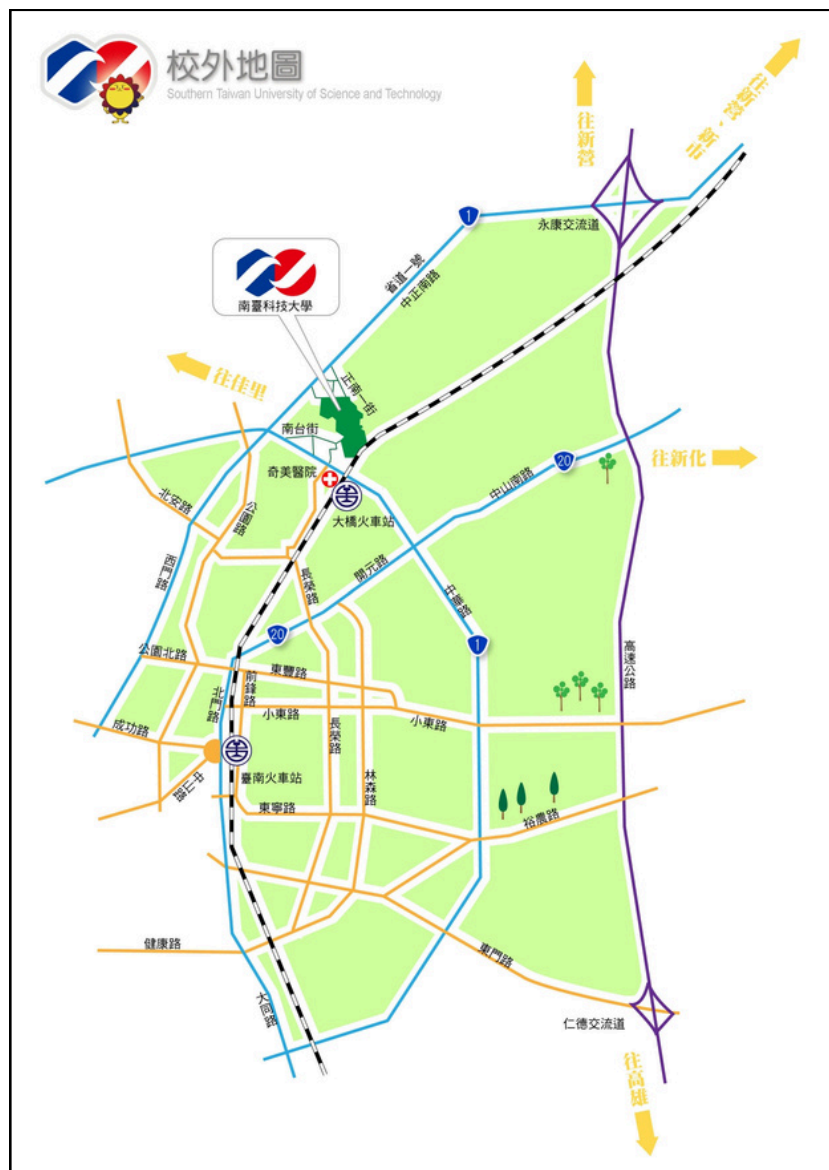 校外地圖
Southern Taiwan University of Science and Technology
往新營
往新營、新市
1
永康交流道
省道一號
中正南路
南臺科技大學
往佳里
正南一街
南台街
奇美醫院
大橋火車站
20
中山南路
往新化
北安路
公園路
西門路
長榮路
開元路
中華路
20
1
高速公路
公園北路
東豐路
北門路
前鋒路
小東路
小東路
成功路
長榮路
中山路
臺南火車站
林森路
東寧路
裕農路
健康路
東門路
大同路
仁德交流道
往高雄